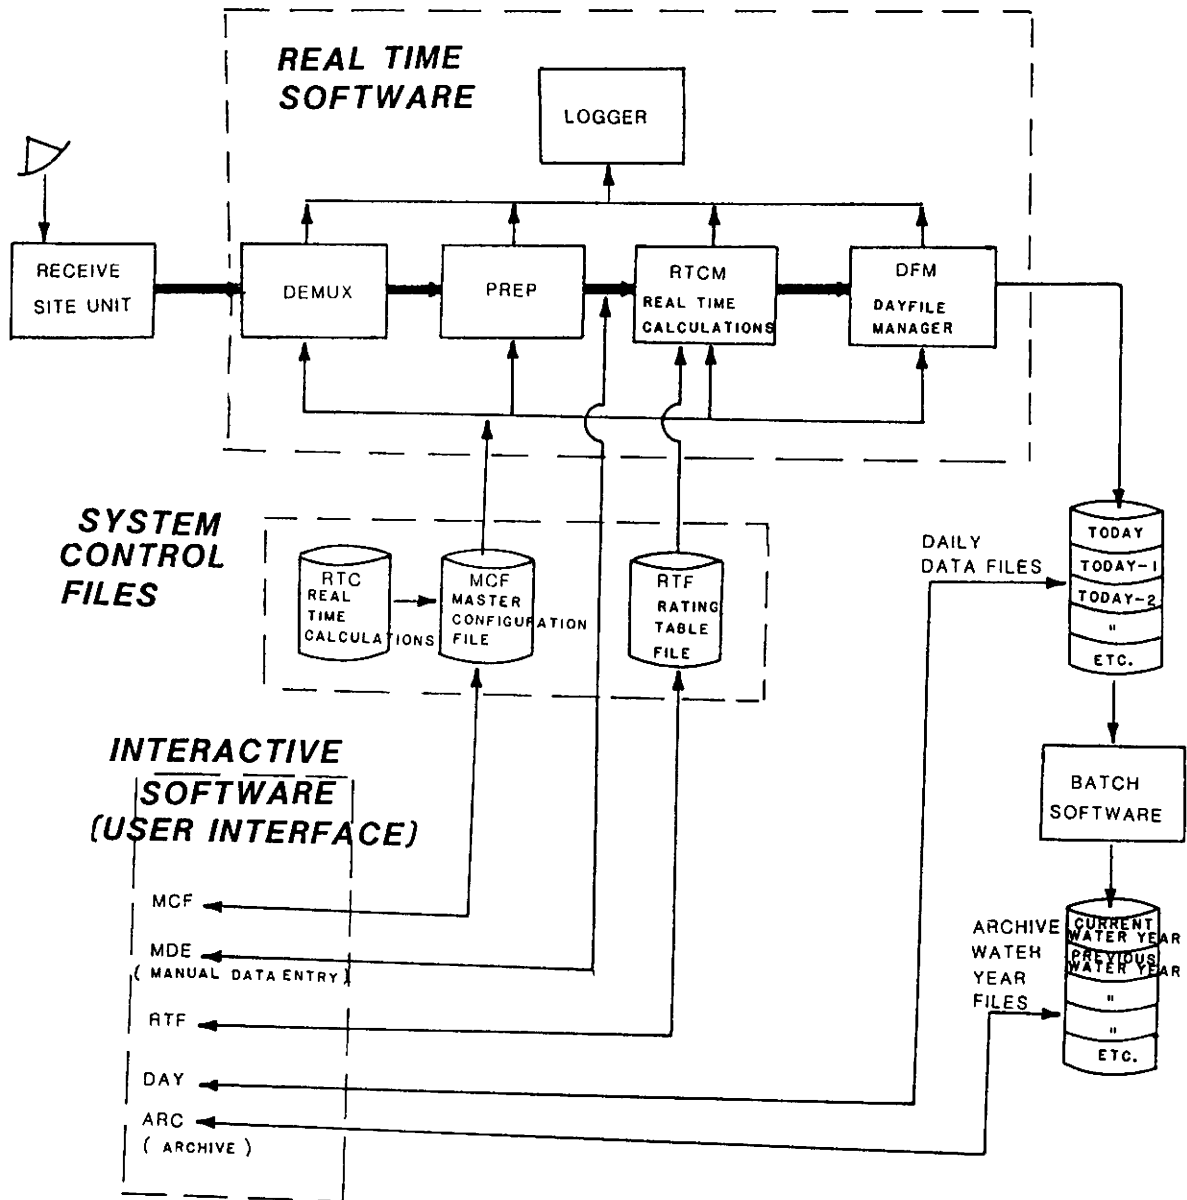 REAL TIME
SOFTWARE
LOGGER
RECEIVE
SITE UNIT
DEMUX
PREP
RTCM
REAL TIME
CALCULATIONS
DFM
DAYFILE
MANAGER
SYSTEM
CONTROL
FILES
RTC
REAL
TIME
CALCULATIONS
MCF
MASTER
CONFIGURATION
FILE
RTF
RATING
TABLE
FILE
DAILY
DATA FILES
TODAY
TODAY-1
TODAY-2
"
ETC.
INTERACTIVE
SOFTWARE
(USER INTERFACE)
BATCH
SOFTWARE
MCF
MDE
( MANUAL DATA ENTRY )
RTF
DAY
ARC
( ARCHIVE )
ARCHIVE
WATER
YEAR
FILES
CURRENT
WATER YEAR
PREVIOUS
WATER YEAR
"
"
ETC.